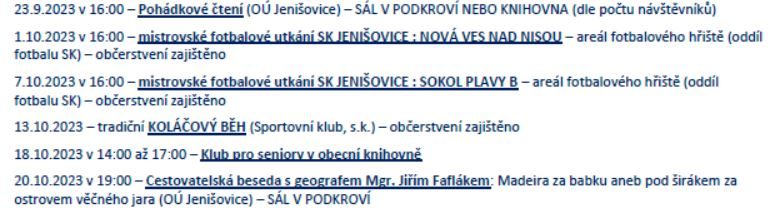 23.9.2023 v 16:00 – Pohádkové čtení (OÚ Jenišovice) – SÁL V PODKROVÍ NEBO KNIHOVNA (dle počtu návštěvníků)
1.10.2023 v 16:00 – mistrovské fotbalové utkání SK JENIŠOVICE : NOVÁ VES NAD NISOU – areál fotbalového hřiště (oddíl
fotbalu SK) – občerstvení zajištěno
7.10.2023 v 16:00 – mistrovské fotbalové utkání SK JENIŠOVICE : SOKOL PLAVY B – areál fotbalového hřiště (oddíl
fotbalu SK) – občerstvení zajištěno
13.10.2023 – tradiční KOLÁČOVÝ BĚH (Sportovní klub, s.k.) – občerstvení zajištěno
18.10.2023 v 14:00 až 17:00 – Klub pro seniory v obecní knihovně
20.10.2023 v 19:00 – Cestovatelská beseda s geografem Mgr. Jiřím Faflákem: Madeira za babku aneb pod širákem za
ostrovem věčného jara (OÚ Jenišovice) – SÁL V PODKROVÍ